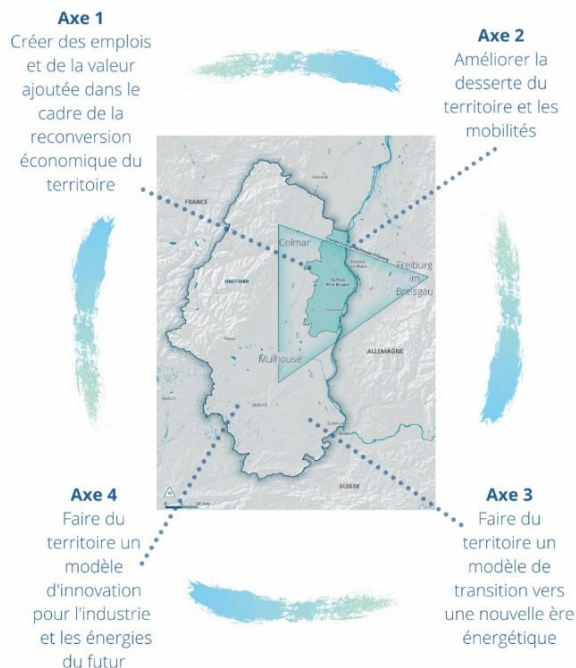 Axe 1
Créer des emplois
et de la valeur
ajoutée dans le
cadre de la
reconversion
économique du
territoire
Axe 2
Améliorer la
desserte du
territoire et les
mobilités
FRANCE
Colmar
HAUT-RHIN
Freiburg
im
Breisgau
Mulhouse
ALLEMAGNE
SUISSE
Axe 4
Faire du
territoire un
modèle
d'innovation
pour l'industrie
et les énergies
du futur
Axe 3
Faire du
territoire un
modèle de
transition vers
une nouvelle ère
énergétique